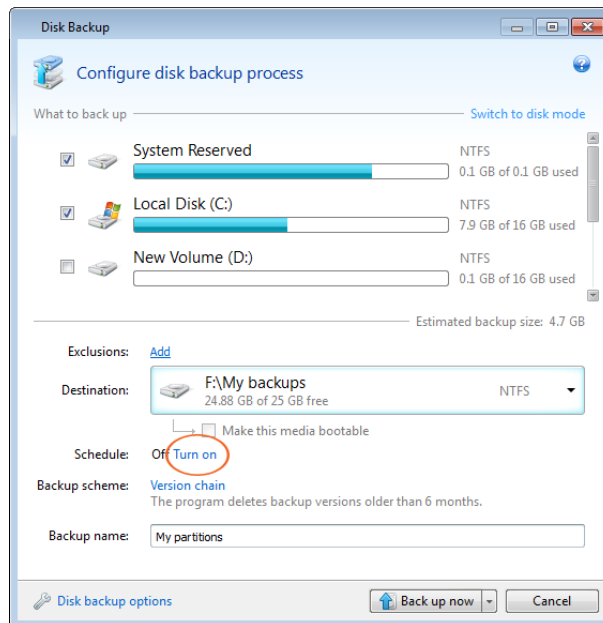 Disk Backup
Configure disk backup process
What to back up Switch to disk mode
System Reserved NTFS
0.1 GB of 0.1 GB used
Local Disk (C:) NTFS
7.9 GB of 16 GB used
New Volume (D:) NTFS
0.1 GB of 16 GB used
Estimated backup size: 4.7 GB
Exclusions: Add
Destination: F:\My backups NTFS
24.88 GB of 25 GB free
Make this media bootable
Schedule: Off Turn on
Backup scheme: Version chain
The program deletes backup versions older than 6 months.
Backup name: My partitions
Disk backup options Back up now Cancel